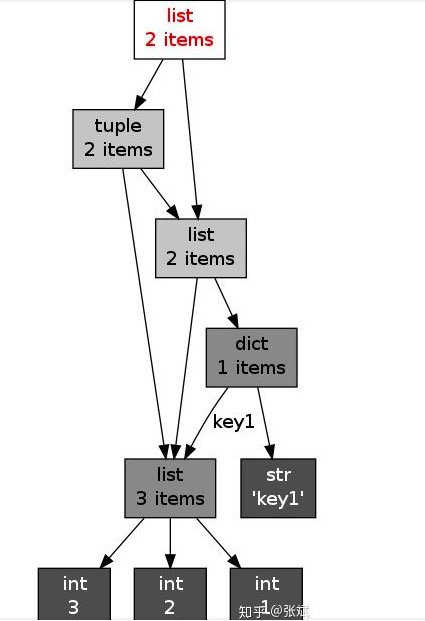 list
2 items
tuple
2 items
list
2 items
dict
1 items
key1
list
3 items
str
'key1'
int
3
int
2
int
1
知乎 @张斌